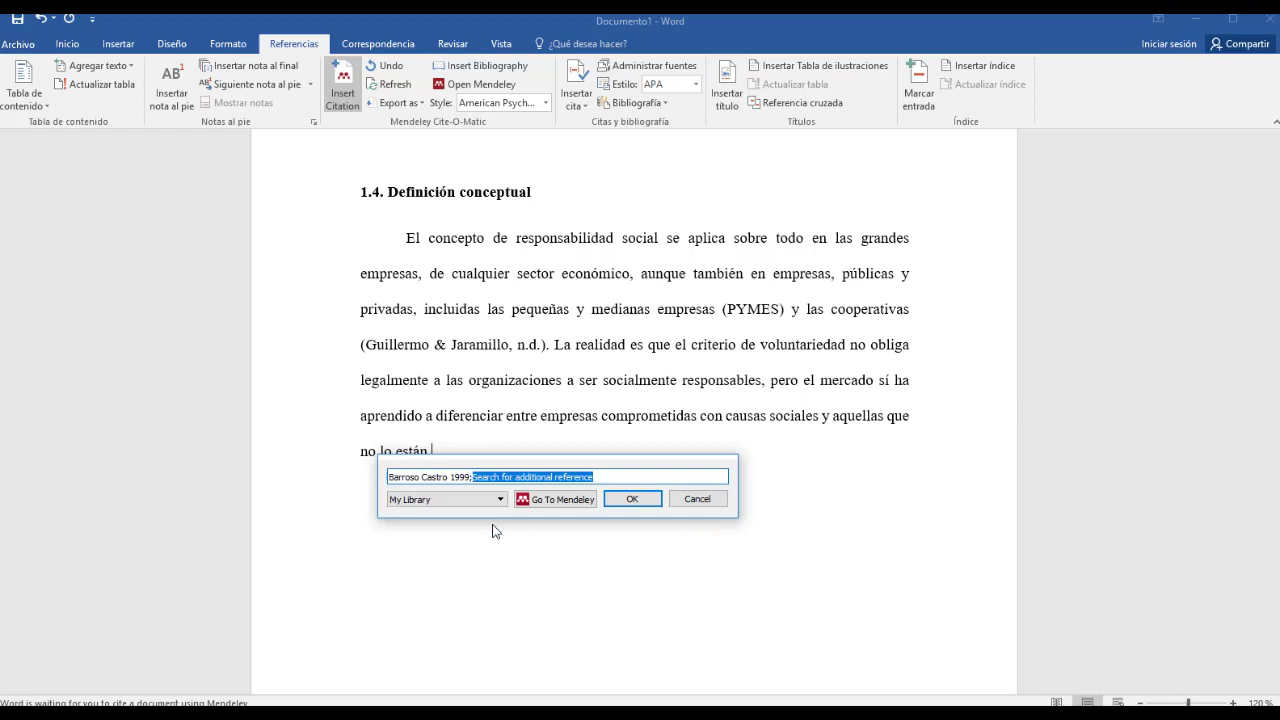 Documento1 - Word
Archivo Inicio Insertar Diseño Formato Referencias Correspondencia Revisar Vista ¿Qué desea hacer? Iniciar sesión Compartir
Tabla de contenido
Agregar texto
Actualizar tabla
Tabla de contenido
AB1
Insertar nota al pie
Insertar nota al final
Siguiente nota al pie
Mostrar notas
Notas al pie
Insert Citation
Undo
Refresh
Export as
Insert Bibliography
Open Mendeley
Style: American Psych...
Mendeley Cite-O-Matic
Insertar cita
Administrar fuentes
Estilo: APA
Bibliografía
Citas y bibliografía
Insertar título
Insertar Tabla de ilustraciones
Actualizar tabla
Referencia cruzada
Títulos
Marcar entrada
Insertar índice
Actualizar índice
Índice
1.4. Definición conceptual
El concepto de responsabilidad social se aplica sobre todo en las grandes
empresas, de cualquier sector económico, aunque también en empresas, públicas y
privadas, incluidas las pequeñas y medianas empresas (PYMES) y las cooperativas
(Guillermo & Jaramillo, n.d.). La realidad es que el criterio de voluntariedad no obliga
legalmente a las organizaciones a ser socialmente responsables, pero el mercado sí ha
aprendido a diferenciar entre empresas comprometidas con causas sociales y aquellas que
no lo están
Barroso Castro 1999;Search for additional reference
My Library Go To Mendeley OK Cancel
Word is waiting for you to cite a document using Mendeley
120 %